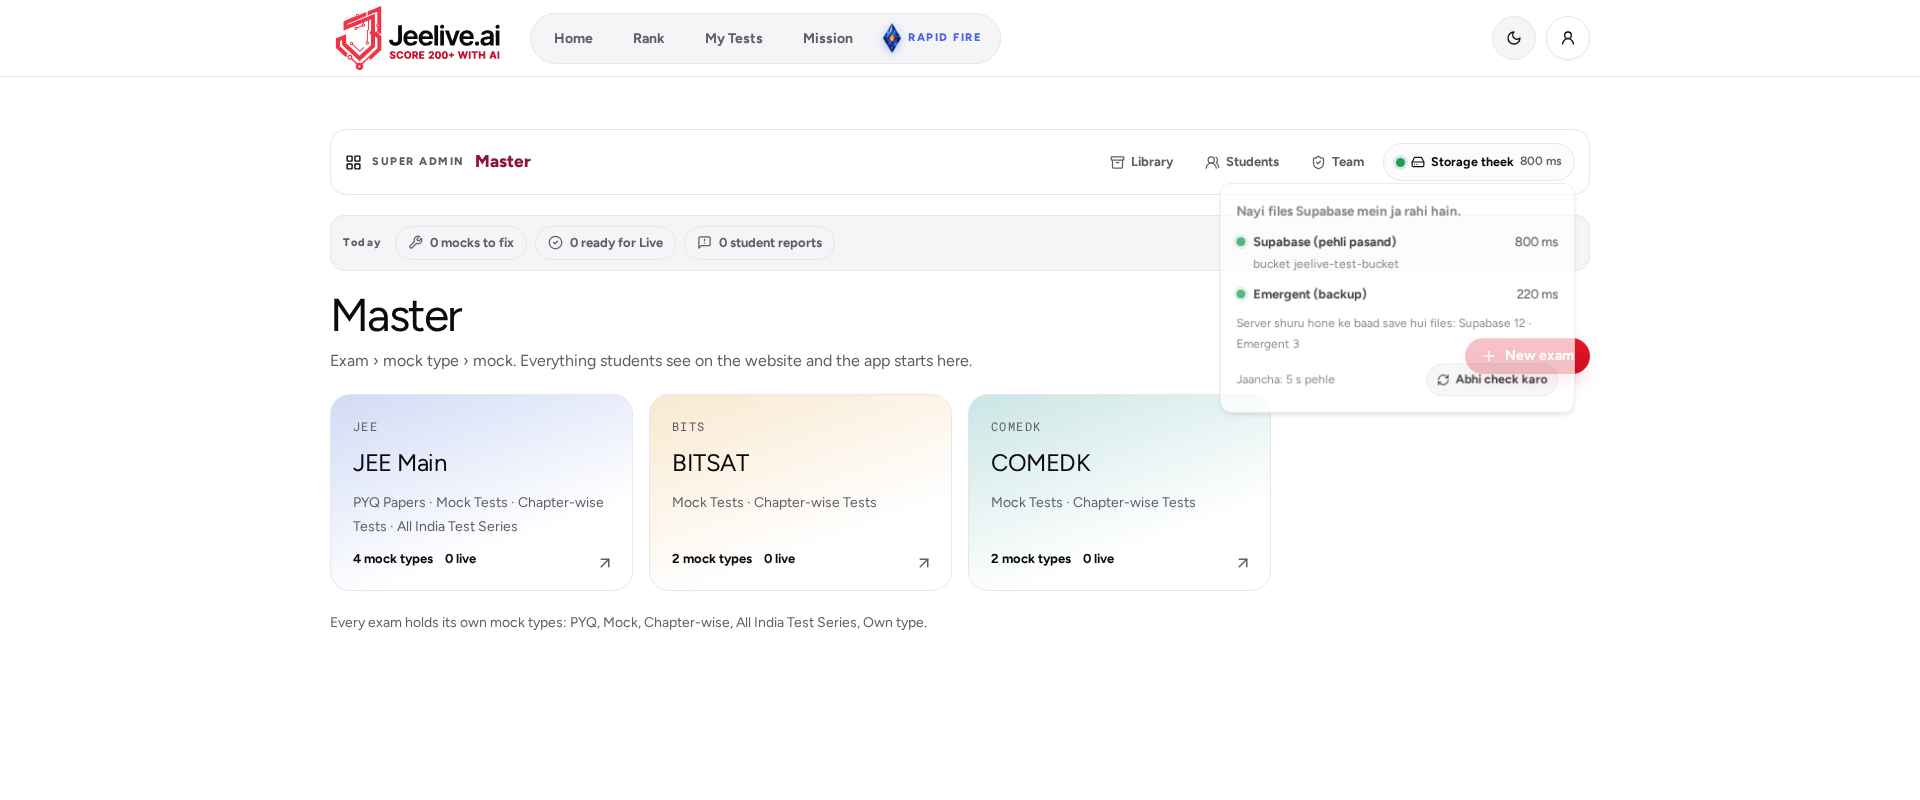 Jeelive.ai
SCORE 200+ WITH AI
Home
Rank
My Tests
Mission
RAPID FIRE
SUPER ADMIN
Master
Library
Students
Team
Storage theek 800 ms
Today
0 mocks to fix
0 ready for Live
0 student reports
Nayi files Supabase mein ja rahi hain.
Supabase (pehli pasand) 800 ms
bucket jeelive-test-bucket
Emergent (backup) 220 ms
Server shuru hone ke baad save hui files: Supabase 12 ·
Emergent 3
Jaancha: 5 s pehle
Abhi check karo
Master
Exam › mock type › mock. Everything students see on the website and the app starts here.
New exam
JEE
JEE Main
PYQ Papers · Mock Tests · Chapter-wise
Tests · All India Test Series
4 mock types 0 live
BITS
BITSAT
Mock Tests · Chapter-wise Tests
2 mock types 0 live
COMEDK
COMEDK
Mock Tests · Chapter-wise Tests
2 mock types 0 live
Every exam holds its own mock types: PYQ, Mock, Chapter-wise, All India Test Series, Own type.